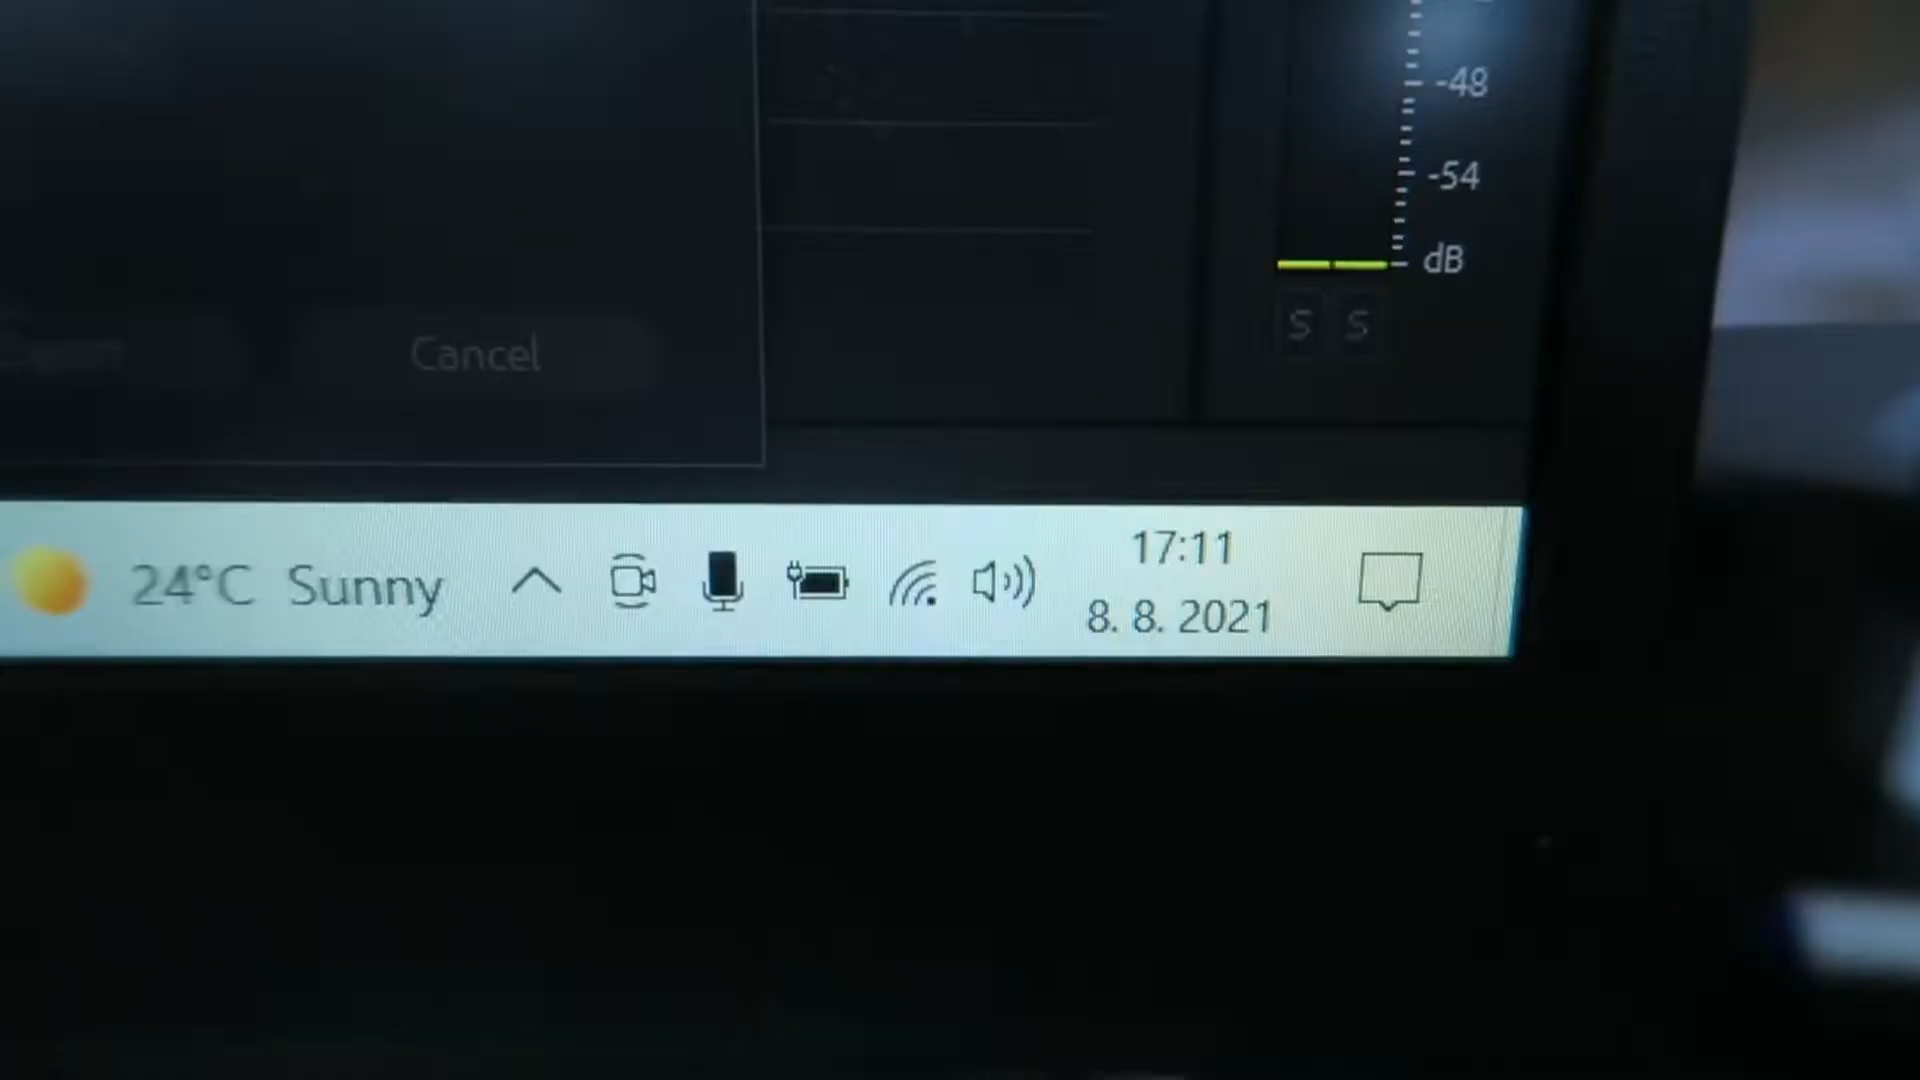 -48
-54
dB
S S
Cancel
24°C Sunny
17:11
8. 8. 2021